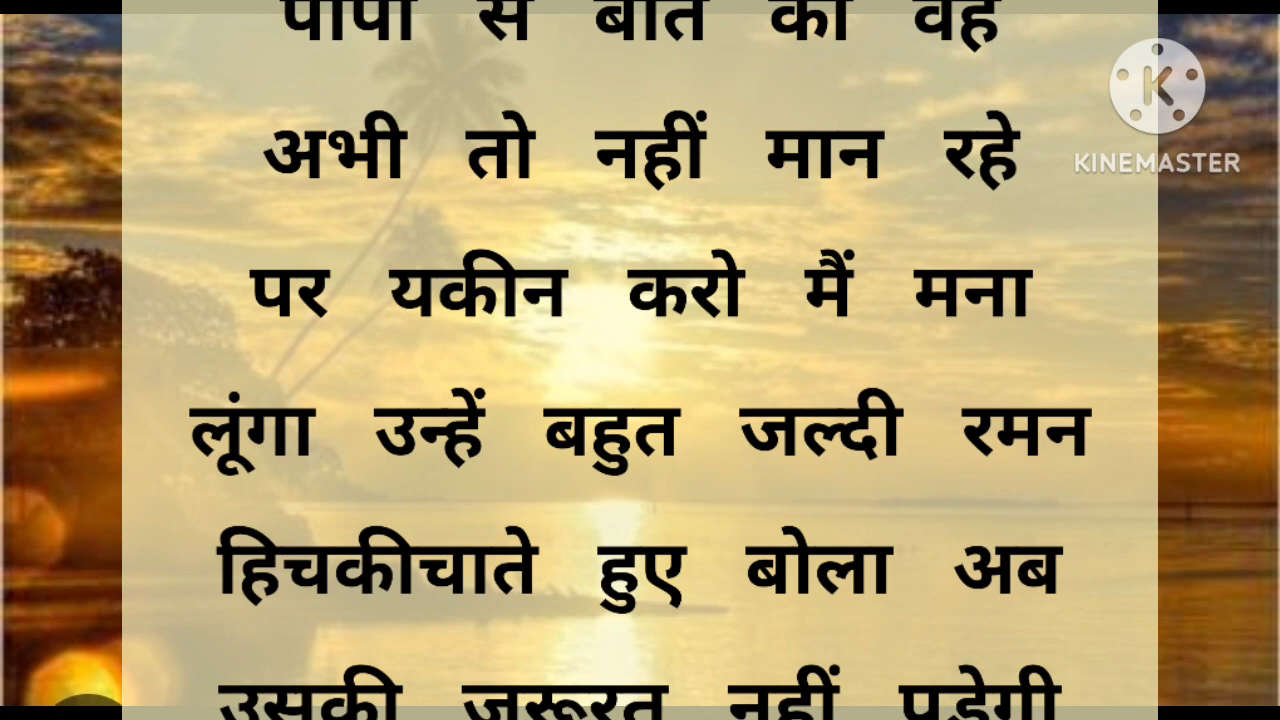 पापा से बात की वह
अभी तो नहीं मान रहे
पर यकीन करो मैं मना
लूंगा उन्हें बहुत जल्दी रमन
हिचकीचाते हुए बोला अब
उसकी जरूरत नहीं पड़ेगी
KINEMASTER